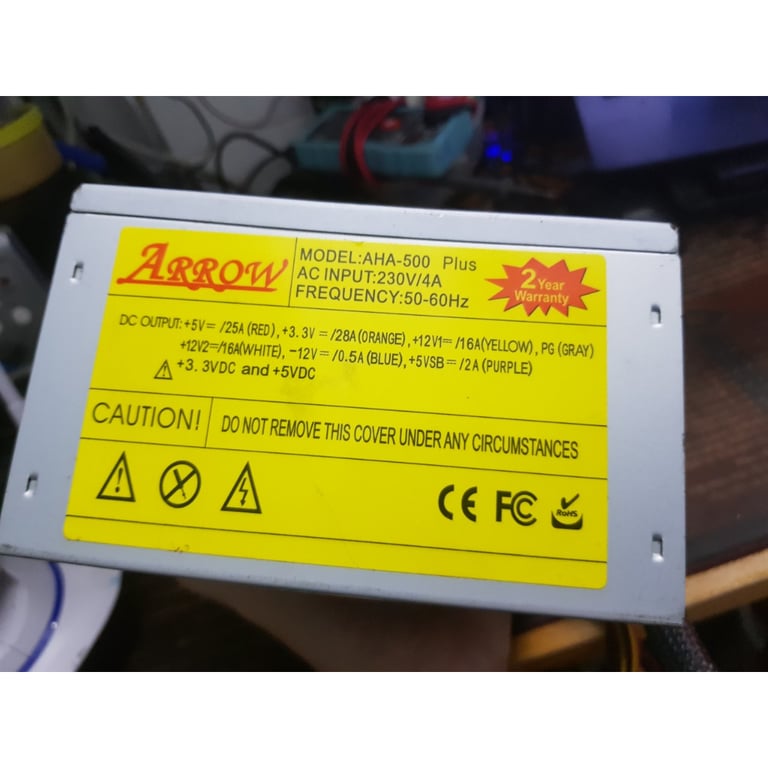 ARROW
MODEL:AHA-500 Plus
AC INPUT:230V/4A
FREQUENCY:50-60Hz
2 Year
Warranty
DC OUTPUT: +5V= /25A (RED), +3.3V= /28A (ORANGE), +12V1= /16A(YELLOW), PG (GRAY)
+12V2=/16A(WHITE), -12V= /0.5A (BLUE), +5VSB= /2A (PURPLE)
+3.3VDC and +5VDC
CAUTION!
DO NOT REMOVE THIS COVER UNDER ANY CIRCUMSTANCES
CE FC RoHS